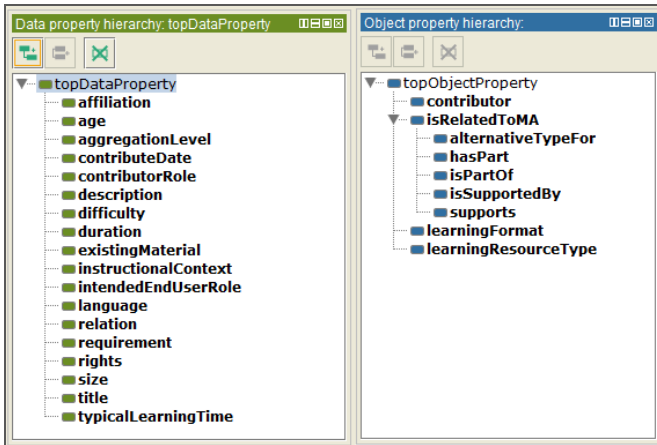 Data property hierarchy: topDataProperty
topDataProperty
affiliation
age
aggregationLevel
contributeDate
contributorRole
description
difficulty
duration
existingMaterial
instructionalContext
intendedEndUserRole
language
relation
requirement
rights
size
title
typicalLearningTime
Object property hierarchy:
topObjectProperty
contributor
isRelatedToMA
alternativeTypeFor
hasPart
isPartOf
isSupportedBy
supports
learningFormat
learningResourceType